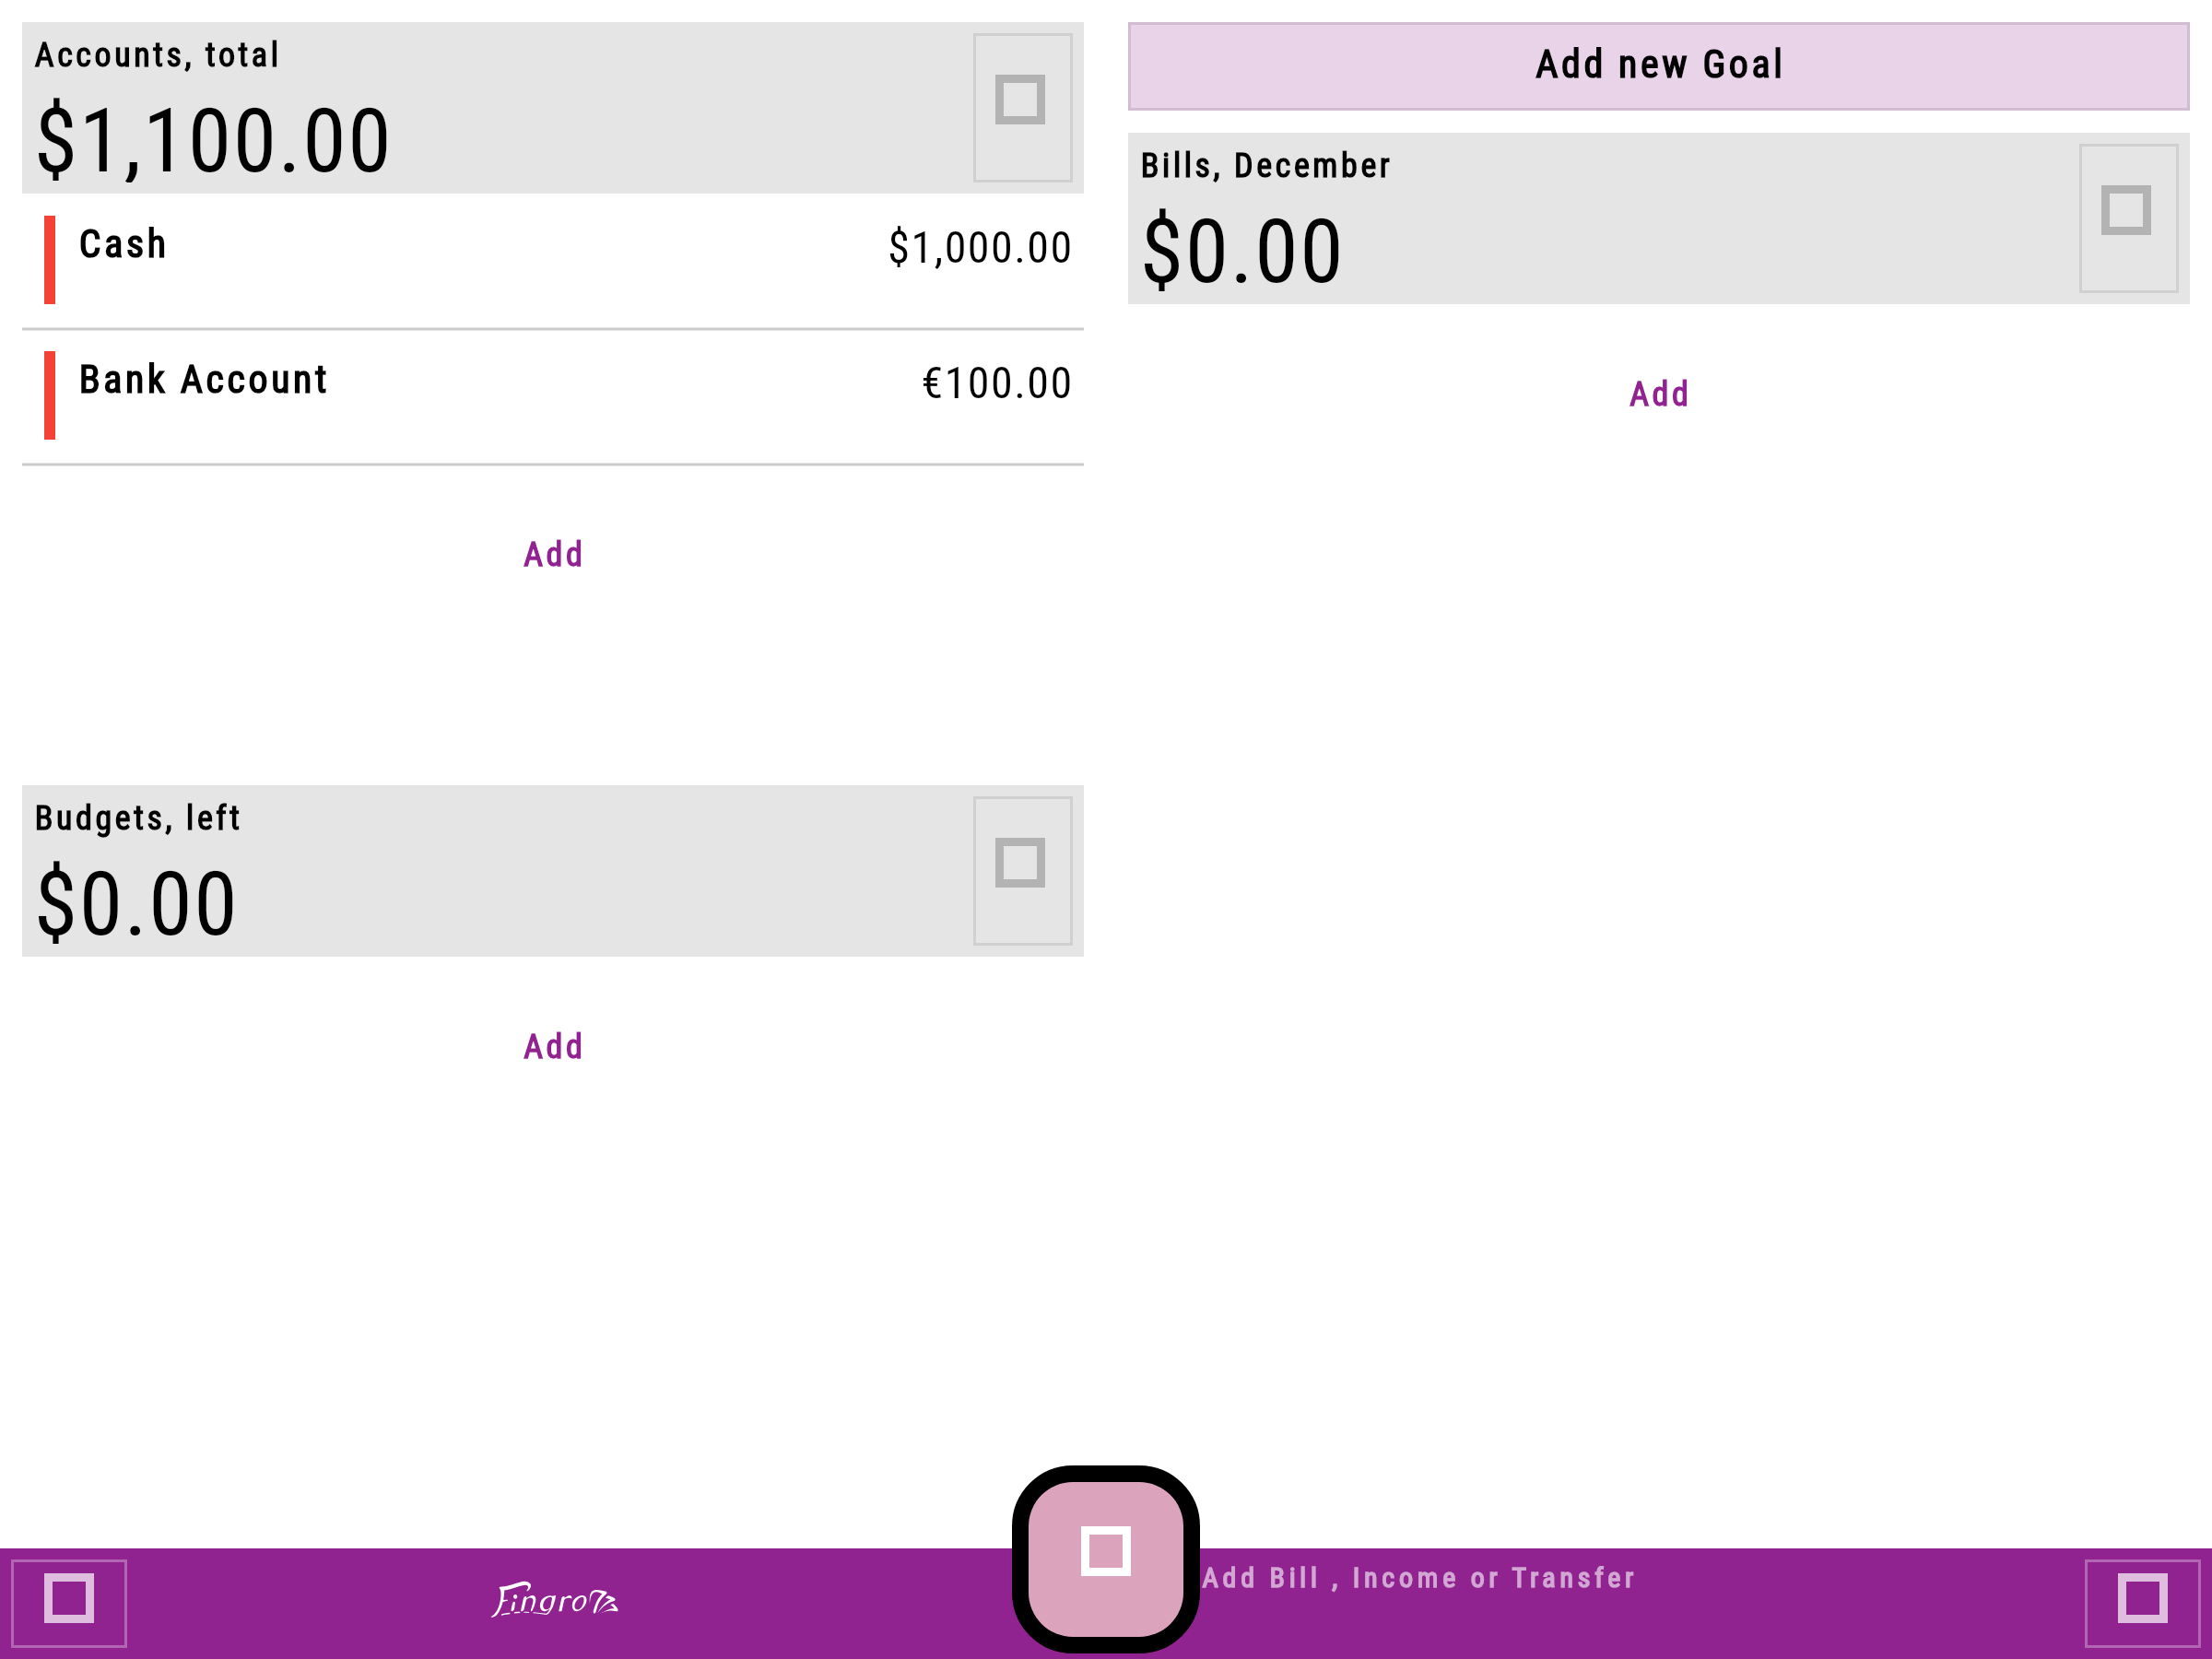 Accounts, total
$1,100.00
Cash
$1,000.00
Bank Account
€100.00
Add
Budgets, left
$0.00
Add
Add new Goal
Bills, December
$0.00
Add
Fingro
Add Bill , Income or Transfer